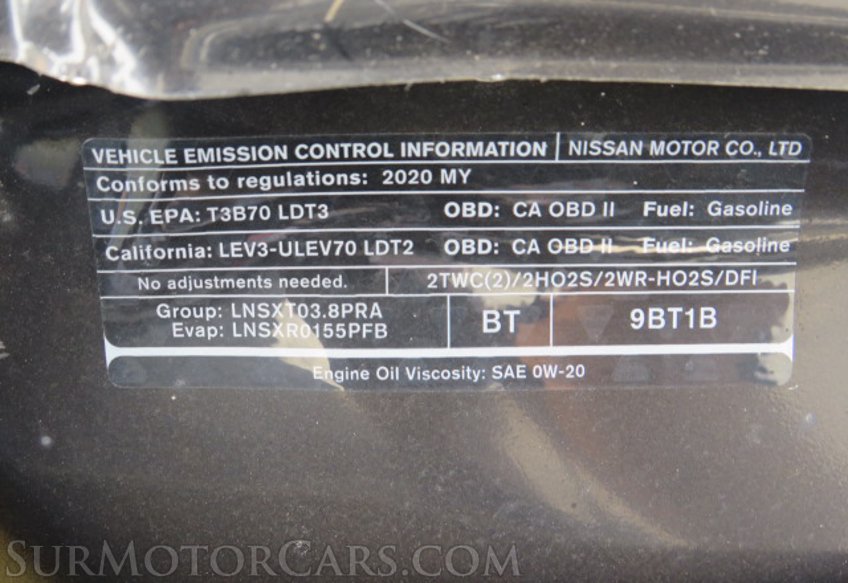 VEHICLE EMISSION CONTROL INFORMATION NISSAN MOTOR CO., LTD
Conforms to regulations: 2020 MY
U.S. EPA: T3B70 LDT3 OBD: CA OBD II Fuel: Gasoline
California: LEV3-ULEV70 LDT2 OBD: CA OBD II Fuel: Gasoline
No adjustments needed. 2TWC(2)/2HO2S/2WR-HO2S/DFI
Group: LNSXT03.8PRA
Evap: LNSXR0155PFB
BT 9BT1B
Engine Oil Viscosity: SAE 0W-20
SurMotorCars.com